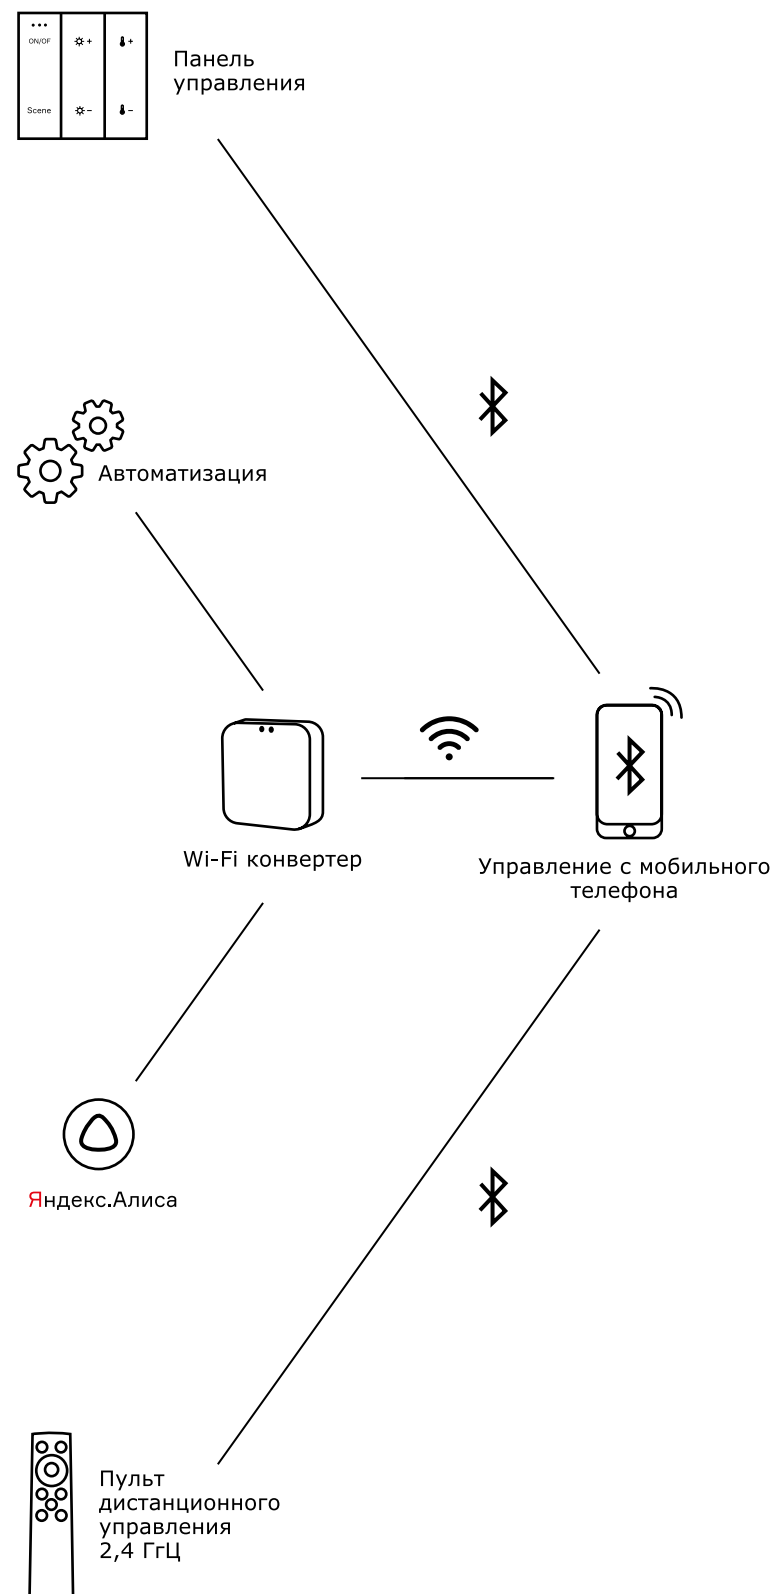 ON/OF
Scene
Панель
управления
Автоматизация
Wi-Fi конвертер
Управление с мобильного
телефона
Яндекс.Алиса
Пульт
дистанционного
управления
2,4 ГгЦ